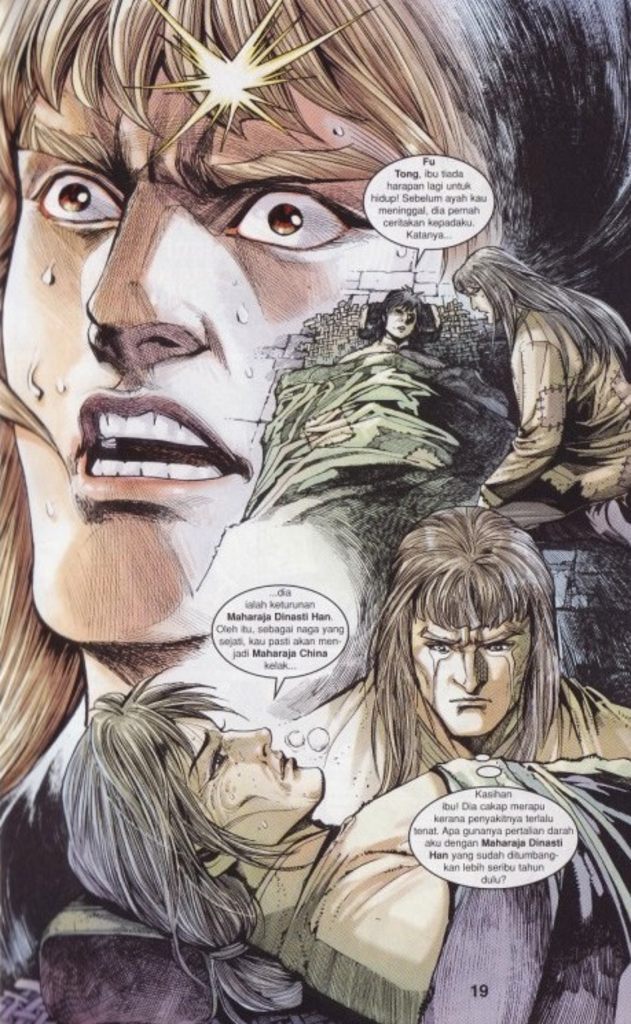 Fu
Tong, ibu tiada
harapan lagi untuk
hidup! Sebelum ayah kau
meninggal, dia pernah
ceritakan kepadaku.
Katanya...
...dia
ialah keturunan
Maharaja Dinasti Han.
Oleh itu, sebagai naga yang
sejati, kau pasti akan men-
jadi Maharaja China
kelak...
Kasihan
ibu! Dia cakap merapu
kerana penyakitnya terlalu
tenat. Apa gunanya pertalian darah
aku dengan Maharaja Dinasti
Han yang sudah ditumbang-
kan lebih seribu tahun
dulu?
19